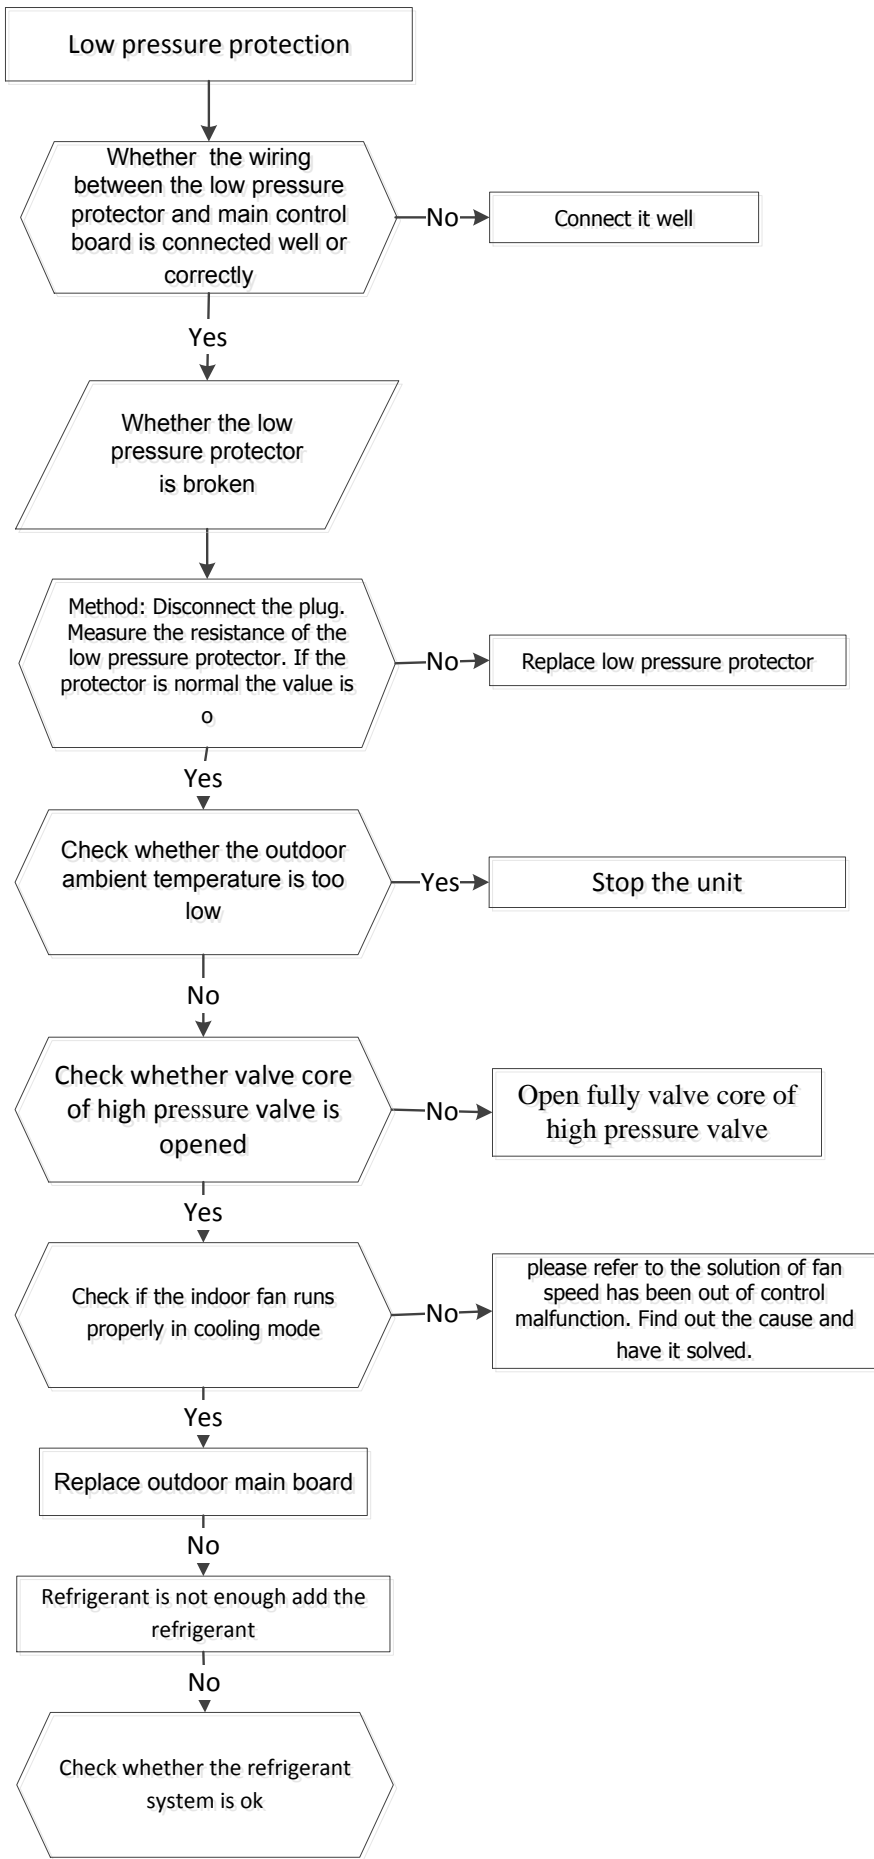 Low pressure protection
Whether the wiring
between the low pressure
protector and main control
board is connected well or
correctly
No
Connect it well
Yes
Whether the low
pressure protector
is broken
Method: Disconnect the plug.
Measure the resistance of the
low pressure protector. If the
protector is normal the value is
o
No
Replace low pressure protector
Yes
Check whether the outdoor
ambient temperature is too
low
Yes
Stop the unit
No
Check whether valve core
of high pressure valve is
opened
No
Open fully valve core of
high pressure valve
Yes
Check if the indoor fan runs
properly in cooling mode
No
please refer to the solution of fan
speed has been out of control
malfunction. Find out the cause and
have it solved.
Yes
Replace outdoor main board
No
Refrigerant is not enough add the
refrigerant
No
Check whether the refrigerant
system is ok